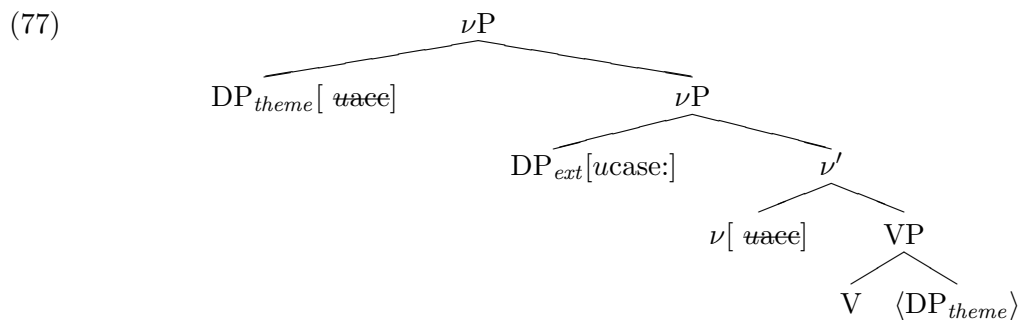 (77) νP
DP_theme[ uacc] νP
DP_ext[ucase:] ν′
ν[ uacc] VP
V ⟨DP_theme⟩